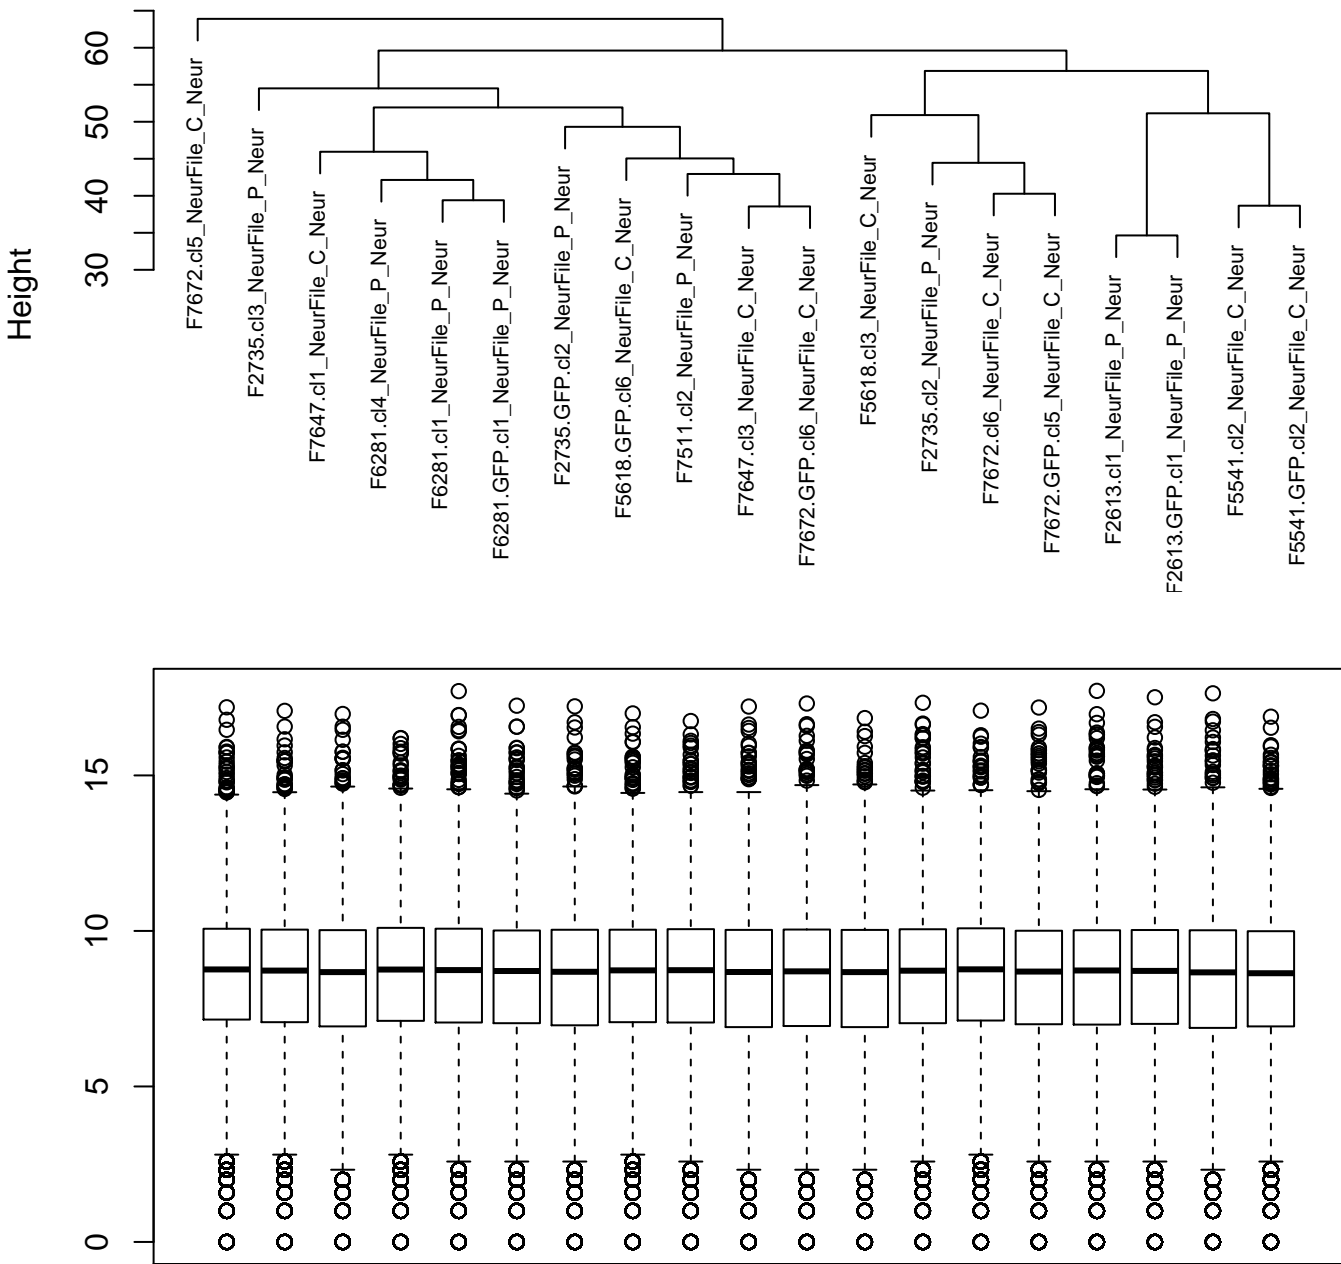 Height
60
50
40
30
F7672.cl5_NeurFile_C_Neur
F2735.cl3_NeurFile_P_Neur
F7647.cl1_NeurFile_C_Neur
F6281.cl4_NeurFile_P_Neur
F6281.cl1_NeurFile_P_Neur
F6281.GFP.cl1_NeurFile_P_Neur
F2735.GFP.cl2_NeurFile_P_Neur
F5618.GFP.cl6_NeurFile_C_Neur
F7511.cl2_NeurFile_P_Neur
F7647.cl3_NeurFile_C_Neur
F7672.GFP.cl6_NeurFile_C_Neur
F5618.cl3_NeurFile_C_Neur
F2735.cl2_NeurFile_P_Neur
F7672.cl6_NeurFile_C_Neur
F7672.GFP.cl5_NeurFile_C_Neur
F2613.cl1_NeurFile_P_Neur
F2613.GFP.cl1_NeurFile_P_Neur
F5541.cl2_NeurFile_C_Neur
F5541.GFP.cl2_NeurFile_C_Neur
15
10
5
0